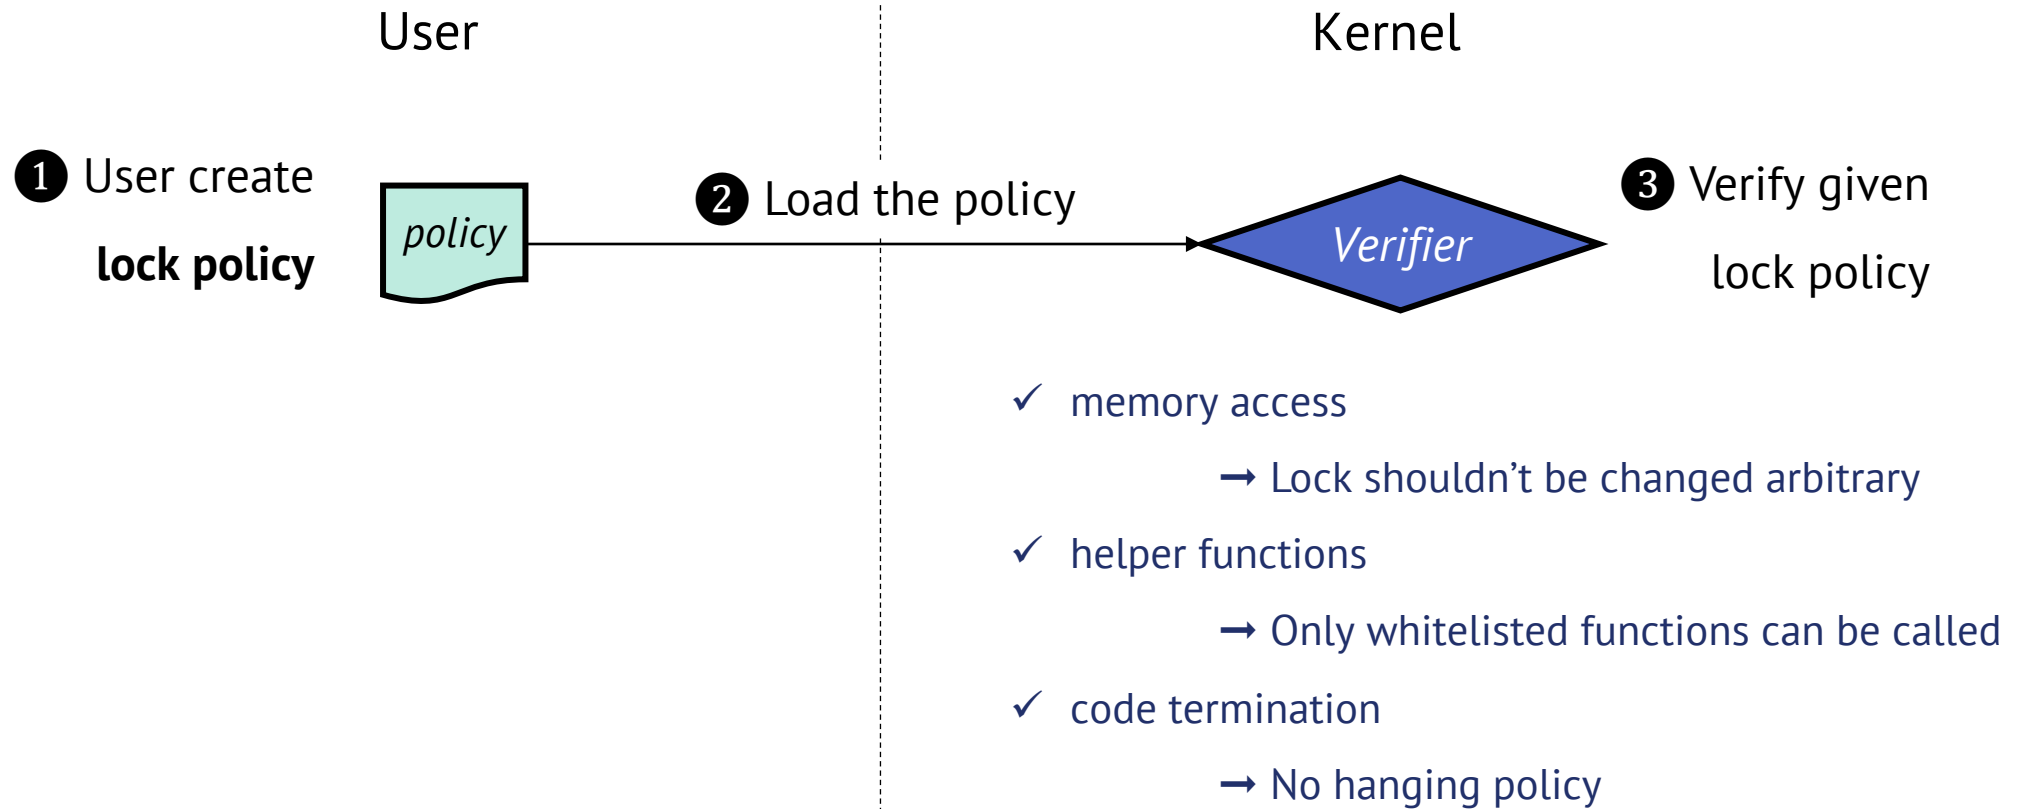 User
Kernel
❶ User create
lock policy
policy
❷ Load the policy
Verifier
❸ Verify given
lock policy
✓ memory access
➞ Lock shouldn’t be changed arbitrary
✓ helper functions
➞ Only whitelisted functions can be called
✓ code termination
➞ No hanging policy